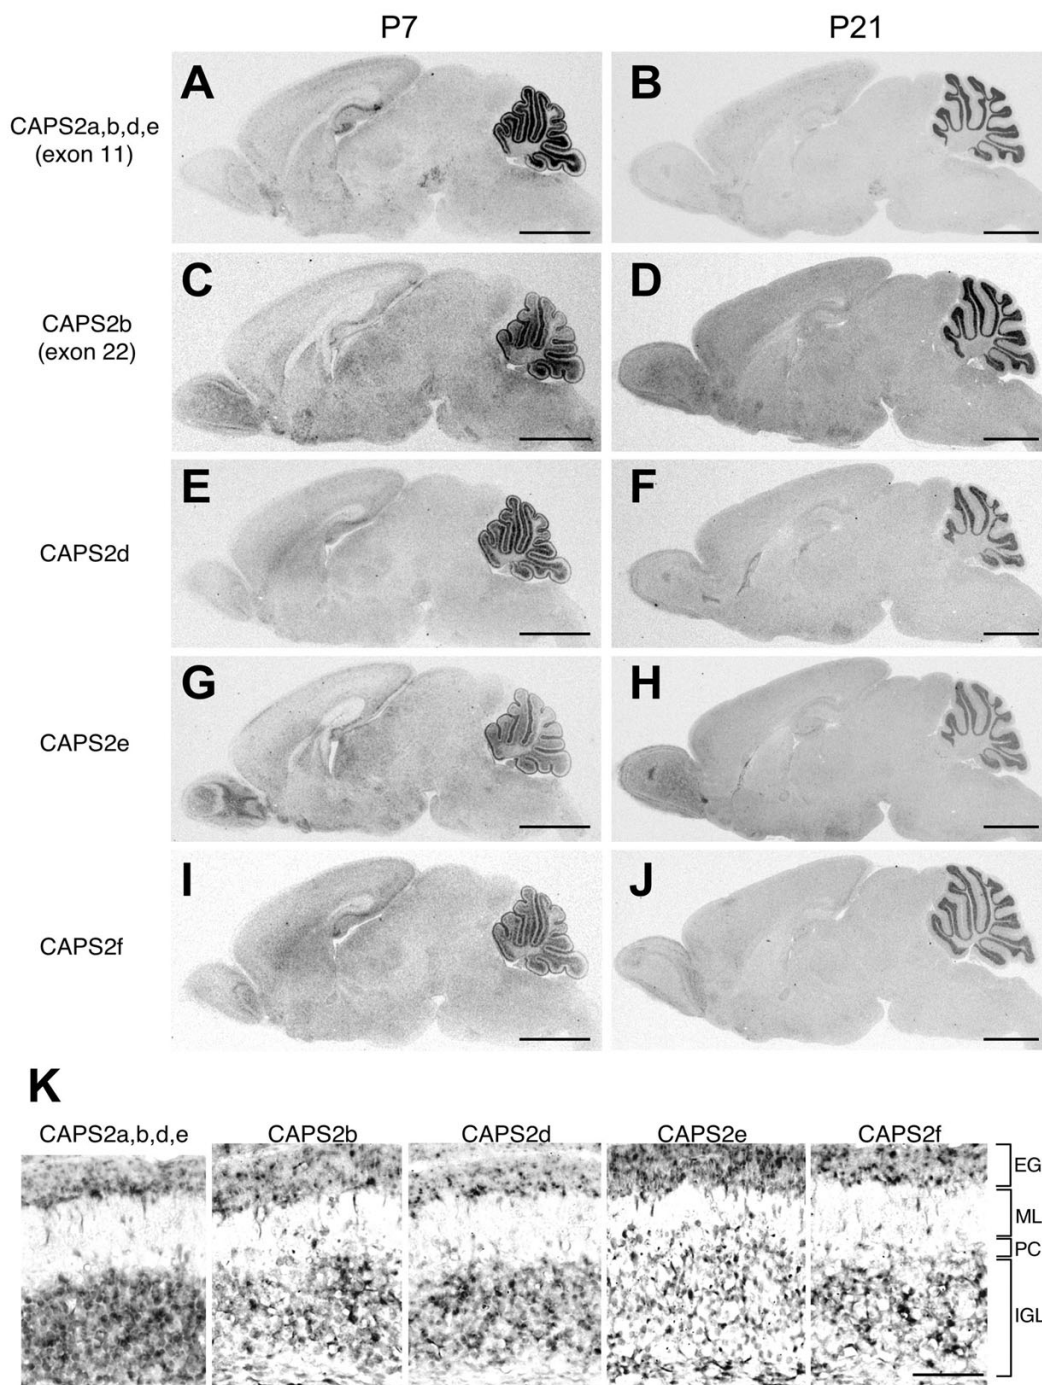 P7 P21
A B
CAPS2a,b,d,e
(exon 11)
C D
CAPS2b
(exon 22)
E F
CAPS2d
G H
CAPS2e
I J
CAPS2f
K
CAPS2a,b,d,e CAPS2b CAPS2d CAPS2e CAPS2f
EG
ML
PC
IGL